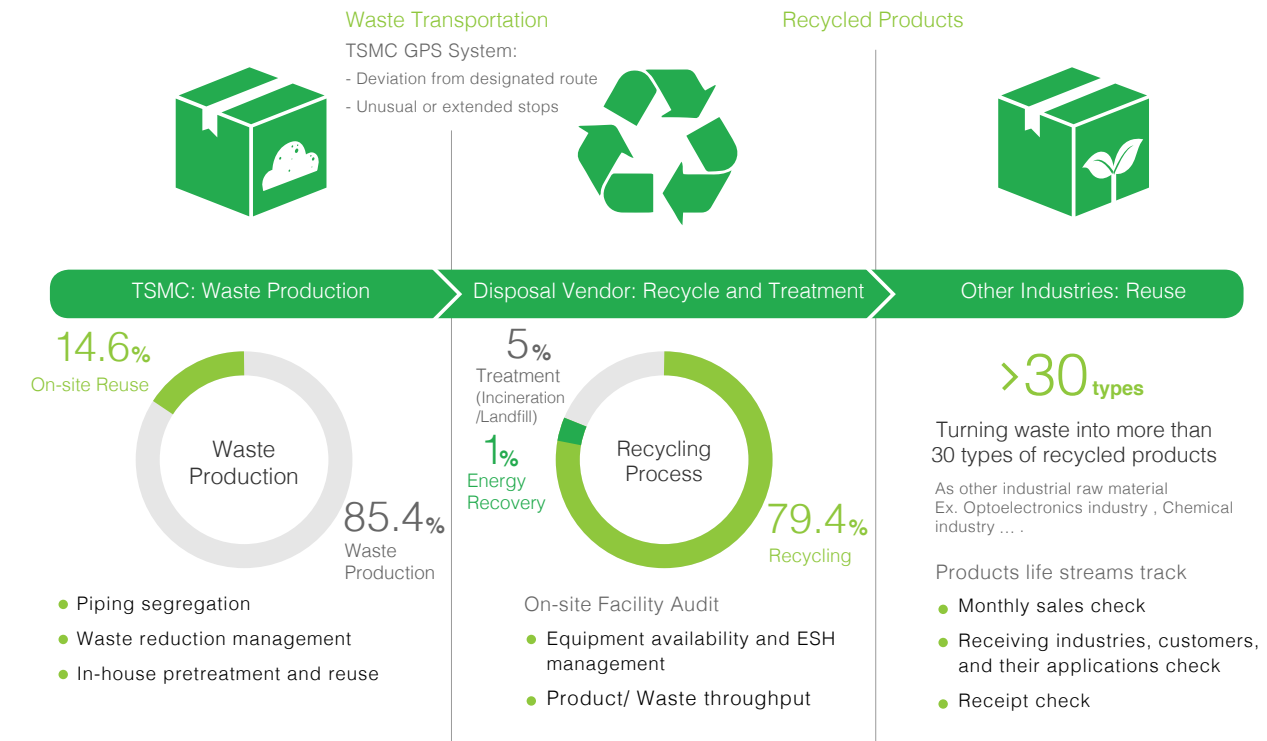 Waste Transportation
TSMC GPS System:
- Deviation from designated route
- Unusual or extended stops
Recycled Products
TSMC: Waste Production
Disposal Vendor: Recycle and Treatment
Other Industries: Reuse
14.6%
On-site Reuse
Waste
Production
85.4%
Waste
Production
• Piping segregation
• Waste reduction management
• In-house pretreatment and reuse
5%
Treatment
(Incineration
/Landfill)
1%
Energy
Recovery
Recycling
Process
79.4%
Recycling
On-site Facility Audit
• Equipment availability and ESH
management
• Product/ Waste throughput
>30 types
Turning waste into more than
30 types of recycled products
As other industrial raw material
Ex. Optoelectronics industry , Chemical
industry ... .
Products life streams track
• Monthly sales check
• Receiving industries, customers,
and their applications check
• Receipt check